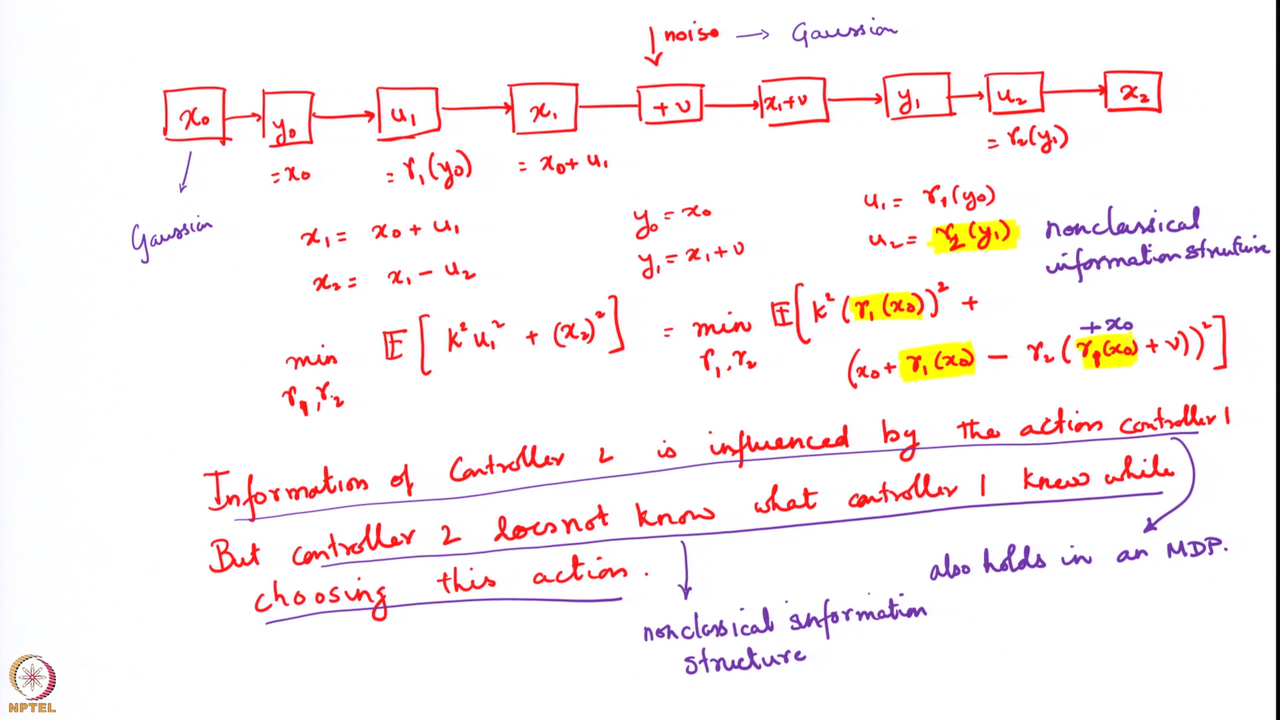 ↓ noise → Gaussian
x₀ → y₀ → u₁ → x₁ → +ν → x₁+ν → y₁ → u₂ → x₂
= x₀ = γ₁(y₀) = x₀ + u₁ = γ₂(y₁)
Gaussian
x₁ = x₀ + u₁ y₀ = x₀ u₁ = γ₁(y₀)
x₂ = x₁ - u₂ y₁ = x₁ + ν u₂ = γ₂(y₁) nonclassical
information structure
min 𝔼[k² u₁² + (x₂)²] = min 𝔼[k² (γ₁(x₀))² +
γ₁, γ₂ γ₁, γ₂
+ x₀
(x₀ + γ₁(x₀) - γ₂(γ₁(x₀) + ν))²]
Information of Controller 2 is influenced by the action controller 1
But controller 2 does not know what controller 1 knew while
choosing this action.
also holds in an MDP.
nonclassical information
structure
NPTEL